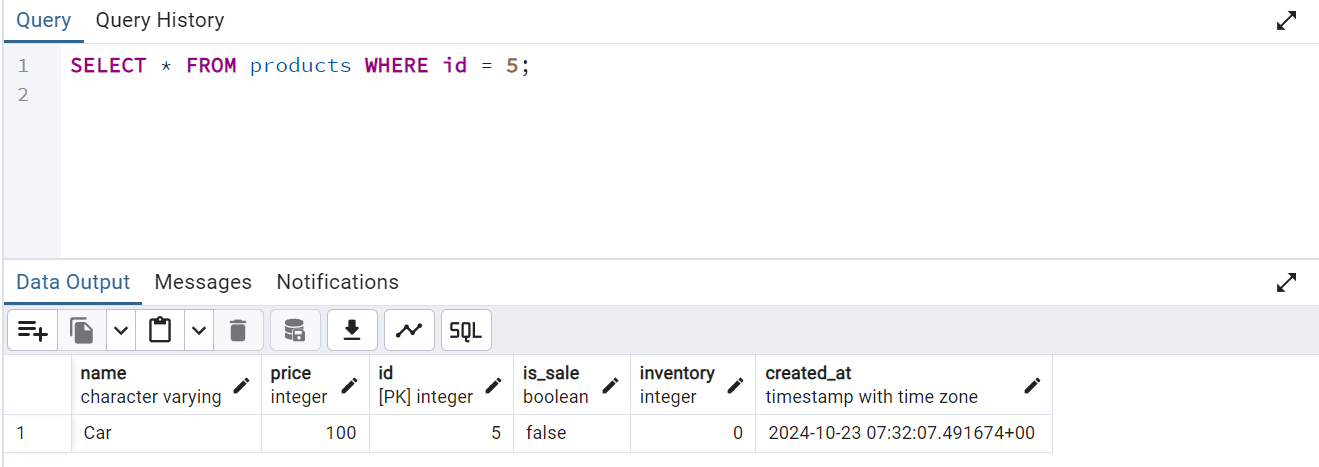 Query Query History
1 SELECT * FROM products WHERE id = 5;
2
Data Output Messages Notifications
SQL
name price id is_sale inventory created_at
character varying integer [PK] integer boolean integer timestamp with time zone
1 Car 100 5 false 0 2024-10-23 07:32:07.491674+00